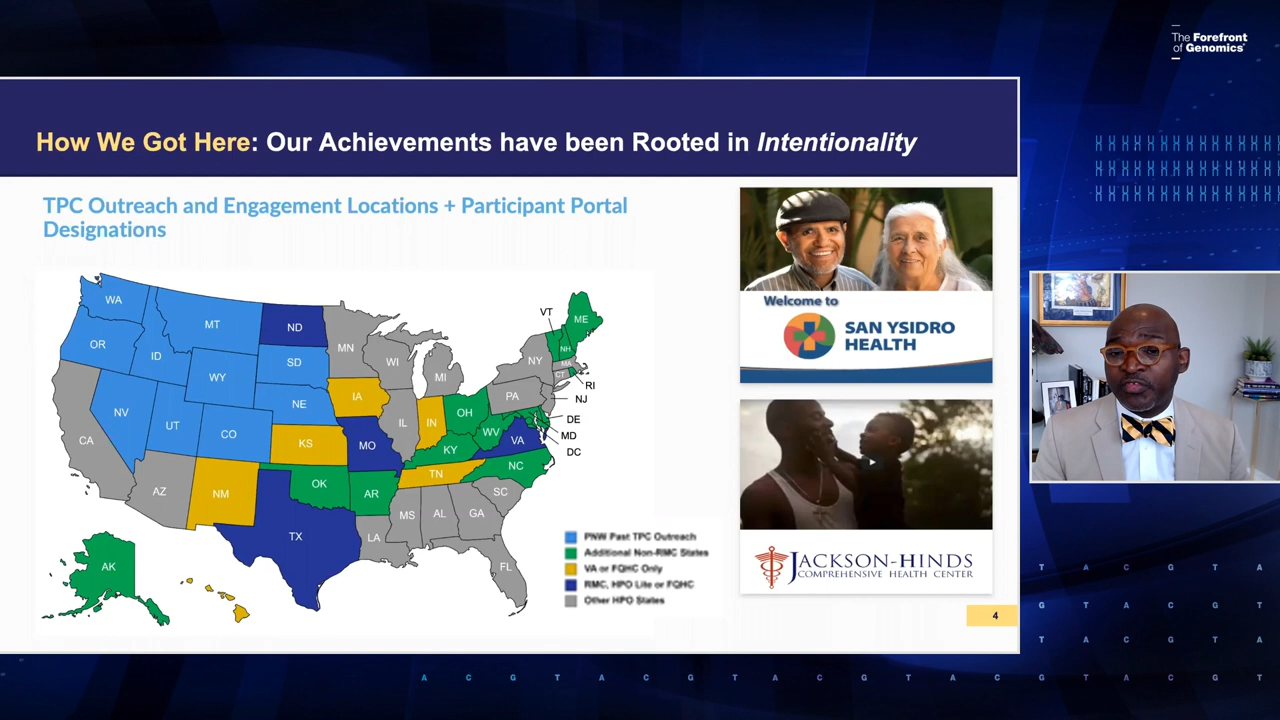 The Forefront
of Genomics®
How We Got Here: Our Achievements have been Rooted in Intentionality
TPC Outreach and Engagement Locations + Participant Portal
Designations
WA
OR
ID
MT
WY
NV
UT
CO
CA
AZ
NM
ND
SD
NE
KS
OK
TX
MN
IA
MO
AR
LA
WI
IL
MI
IN
OH
KY
TN
MS
AL
GA
FL
SC
NC
WV
VA
PA
NY
VT
NH
ME
MA
CT
RI
NJ
DE
MD
DC
AK
PNW Past TPC Outreach
Additional Non-RMC States
VA or FQHC Only
RMC, HPO Lite or FQHC
Other HPO States
Welcome to
SAN YSIDRO
HEALTH
JACKSON-HINDS
COMPREHENSIVE HEALTH CENTER
4
T A C G T A
G T A C G T
T A C G T A
A C G T A C G T A C G T A C G T A C G T